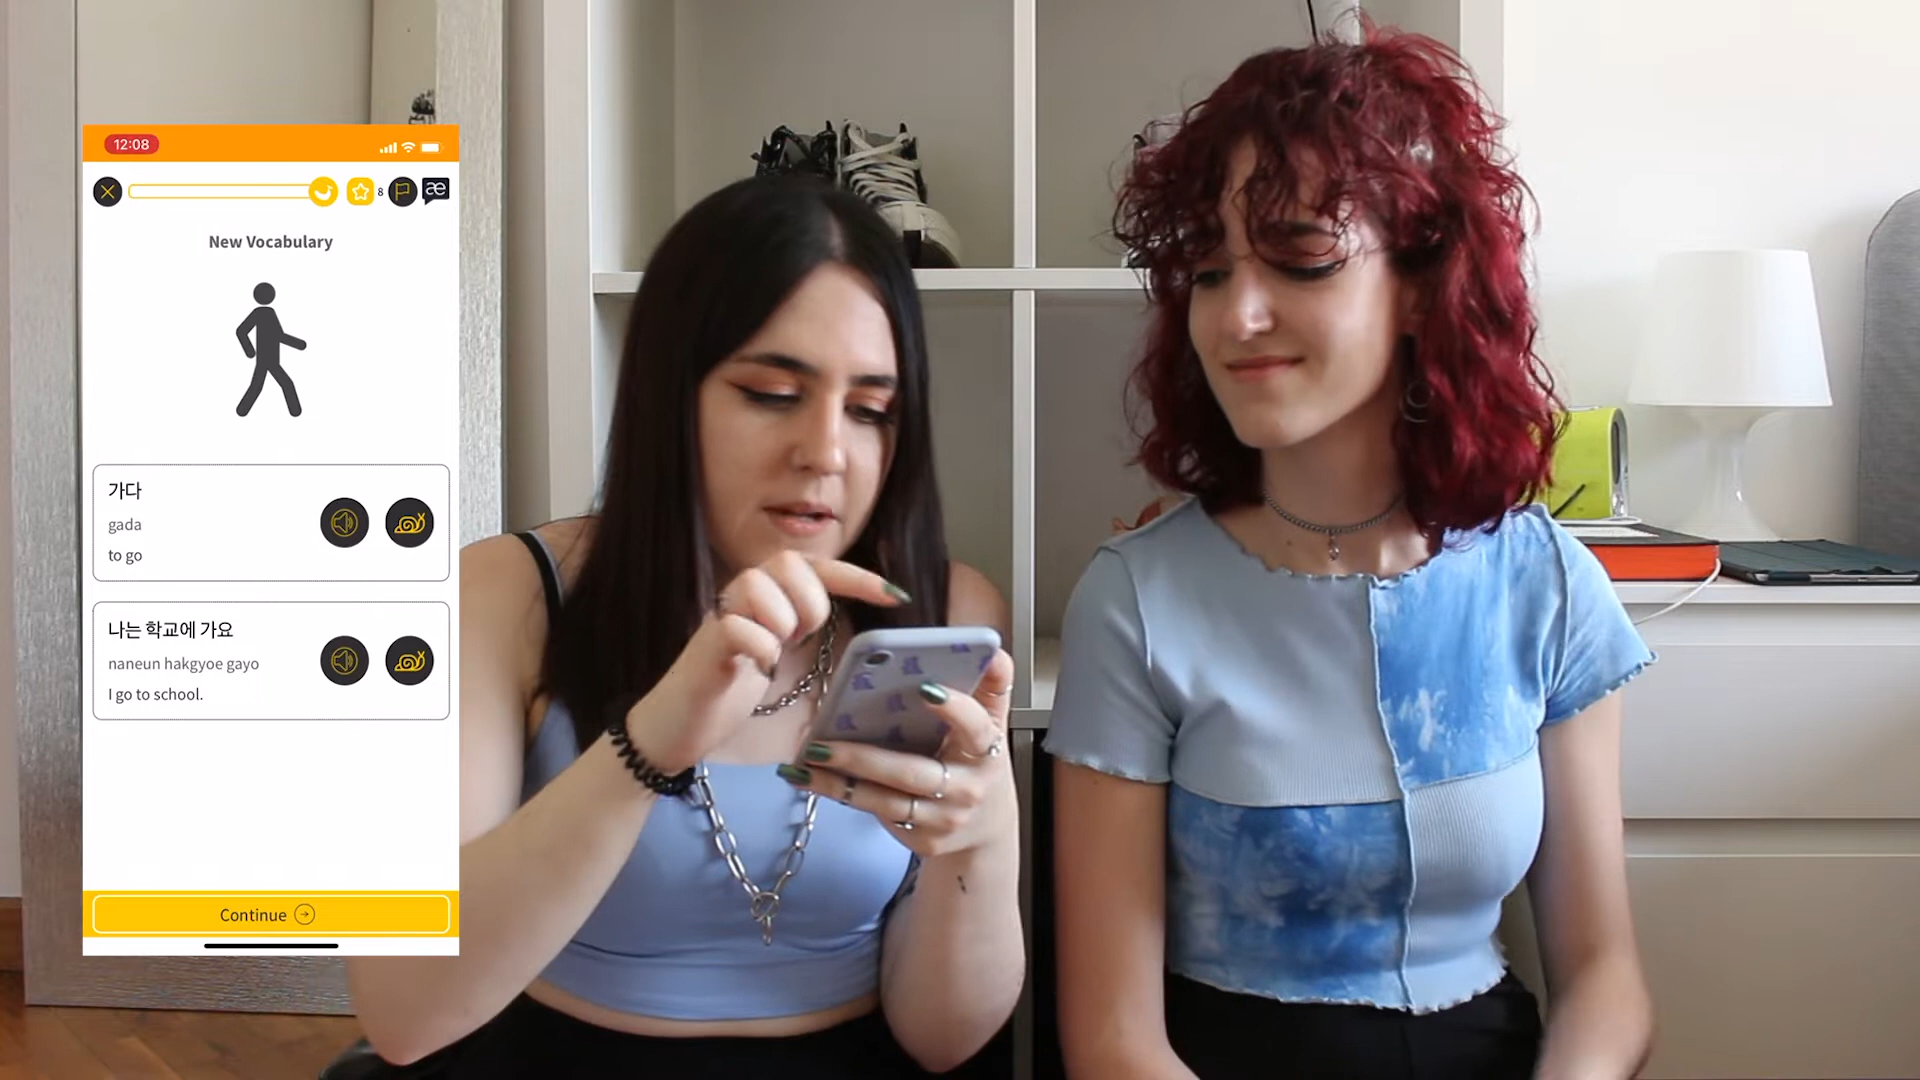 12:08
8
æ
New Vocabulary
가다
gada
to go
나는 학교에 가요
naneun hakgyoe gayo
I go to school.
Continue